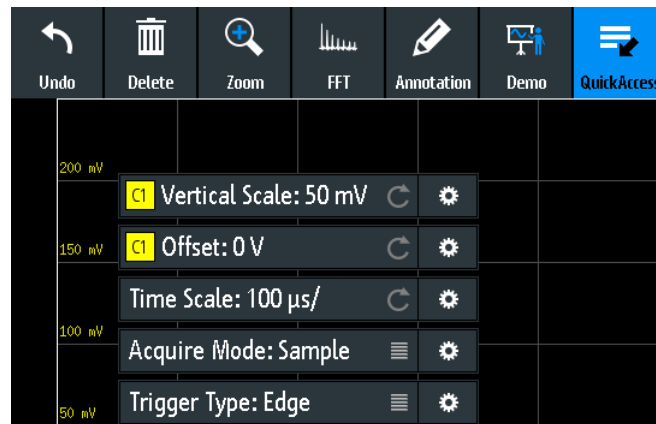 Undo
Delete
Zoom
FFT
Annotation
Demo
QuickAccess
200 mV
C1 Vertical Scale: 50 mV
C1 Offset: 0 V
150 mV
Time Scale: 100 µs/
100 mV
Acquire Mode: Sample
Trigger Type: Edge
50 mV